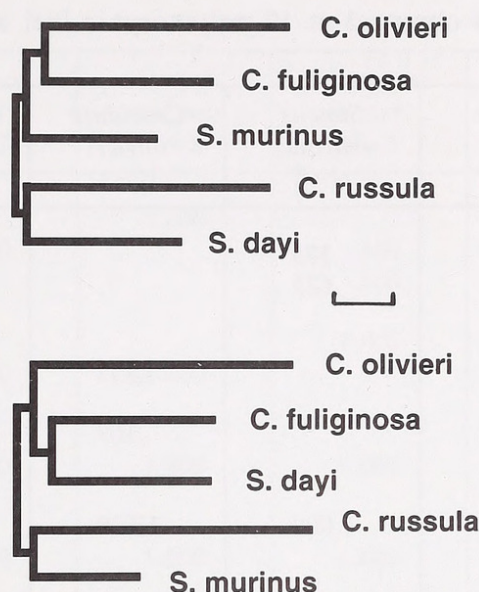 C. olivieri
C. fuliginosa
S. murinus
C. russula
S. dayi
C. olivieri
C. fuliginosa
S. dayi
C. russula
S. murinus